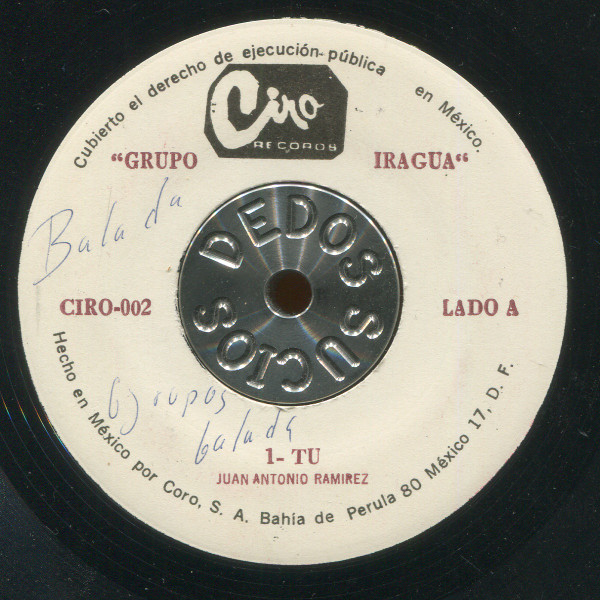 Cubierto el derecho de ejecución pública en México.
Ciro
RECORDS
"GRUPO IRAGUA"
Balada
DEDOS SUCIOS
CIRO-002
LADO A
Grupos
balada
1- TU
JUAN ANTONIO RAMIREZ
Hecho en México por Coro, S. A. Bahía de Perula 80 México 17, D. F.